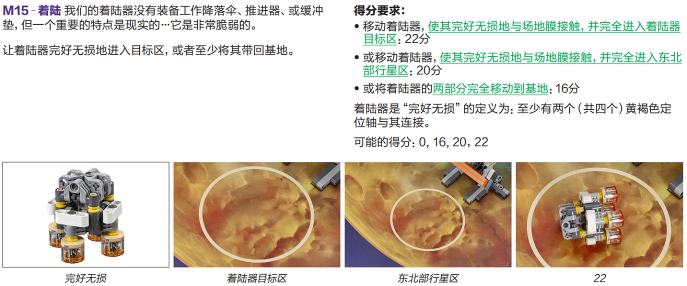 M15 - 着陆 我们的着陆器没有装备工作降落伞、推进器、或缓冲
垫，但一个重要的特点是现实的…它是非常脆弱的。
让着陆器完好无损地进入目标区，或者至少将其带回基地。
得分要求：
• 移动着陆器，使其完好无损地与场地膜接触，并完全进入着陆器
目标区：22分
• 或移动着陆器，使其完好无损地与场地膜接触，并完全进入东北
部行星区：20分
• 或将着陆器的两部分完全移动到基地：16分
着陆器是“完好无损”的定义为：至少有两个（共四个）黄褐色定
位轴与其连接。
可能的得分：0, 16, 20, 22
完好无损
着陆器目标区
东北部行星区
22